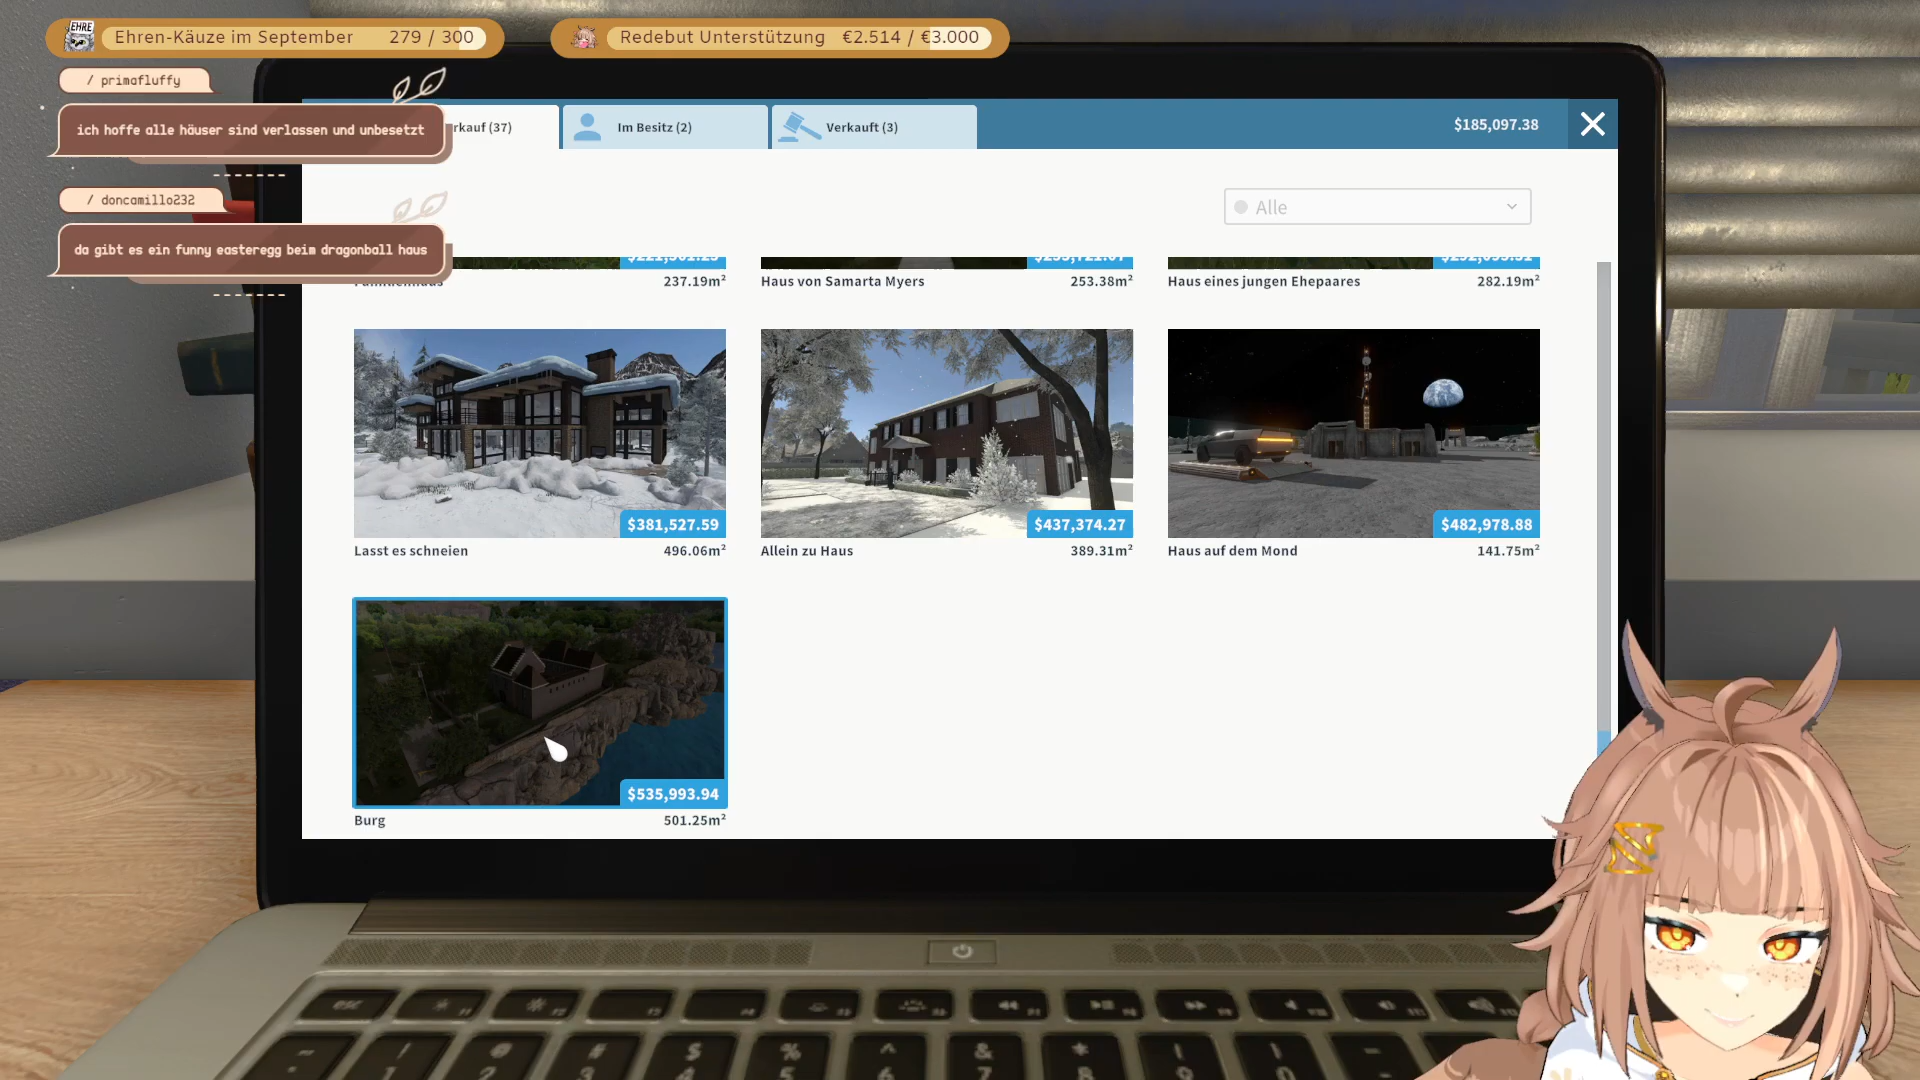 EHRE
Ehren-Käuze im September 279 / 300
Redebut Unterstützung €2.514 / €3.000
/ primafluffy
ich hoffe alle häuser sind verlassen und unbesetzt
/ doncamillo232
da gibt es ein funny easteregg beim dragonball haus
rkauf (37)
Im Besitz (2)
Verkauft (3)
$185,097.38
Alle
237.19m²
Haus von Samarta Myers 253.38m²
Haus eines jungen Ehepaares 282.19m²
$381,527.59
Lasst es schneien 496.06m²
$437,374.27
Allein zu Haus 389.31m²
$482,978.88
Haus auf dem Mond 141.75m²
$535,993.94
Burg 501.25m²
esc